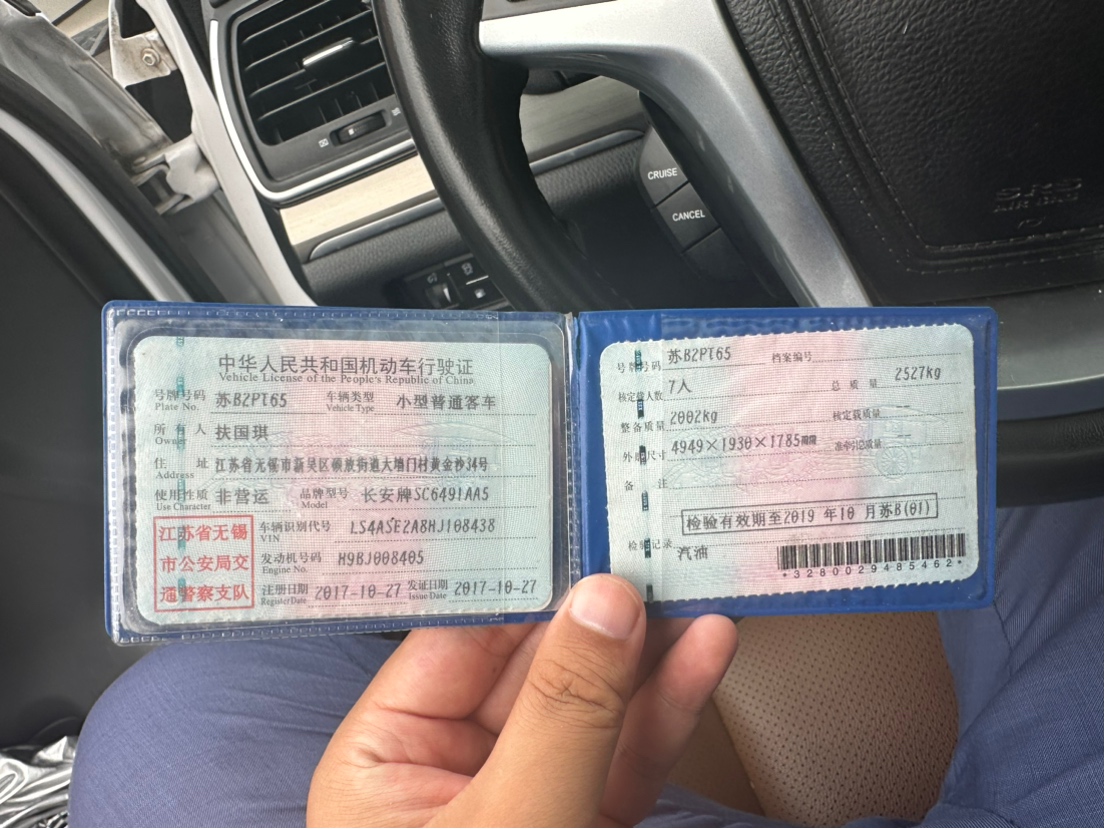 CRUISE
CANCEL
SRS
AIR BAG
中华人民共和国机动车行驶证
Vehicle License of the People's Republic of China
号牌号码 Plate No. 苏B2PT65 车辆类型 Vehicle Type 小型普通客车
所有人 Owner 扶国琪
住址 Address 江苏省无锡市新吴区硕放街道大墙门村黄金沙34号
使用性质 Use Character 非营运 品牌型号 Model 长安牌SC6491AA5
江苏省无锡
市公安局交
通警察支队
车辆识别代号 VIN LS4ASE2A8HJ108438
发动机号码 Engine No. H9BJ008405
注册日期 Register Date 2017-10-27 发证日期 Issue Date 2017-10-27
号牌号码 苏B2PT65 档案编号
核定载人数 7人 总质量 2527kg
整备质量 2002kg 核定载质量 —
外廓尺寸 4949×1930×1785 准牵引总质量 —
备注
检验有效期至2019年10月苏B(01)
检验记录 汽油
*3280029485462*